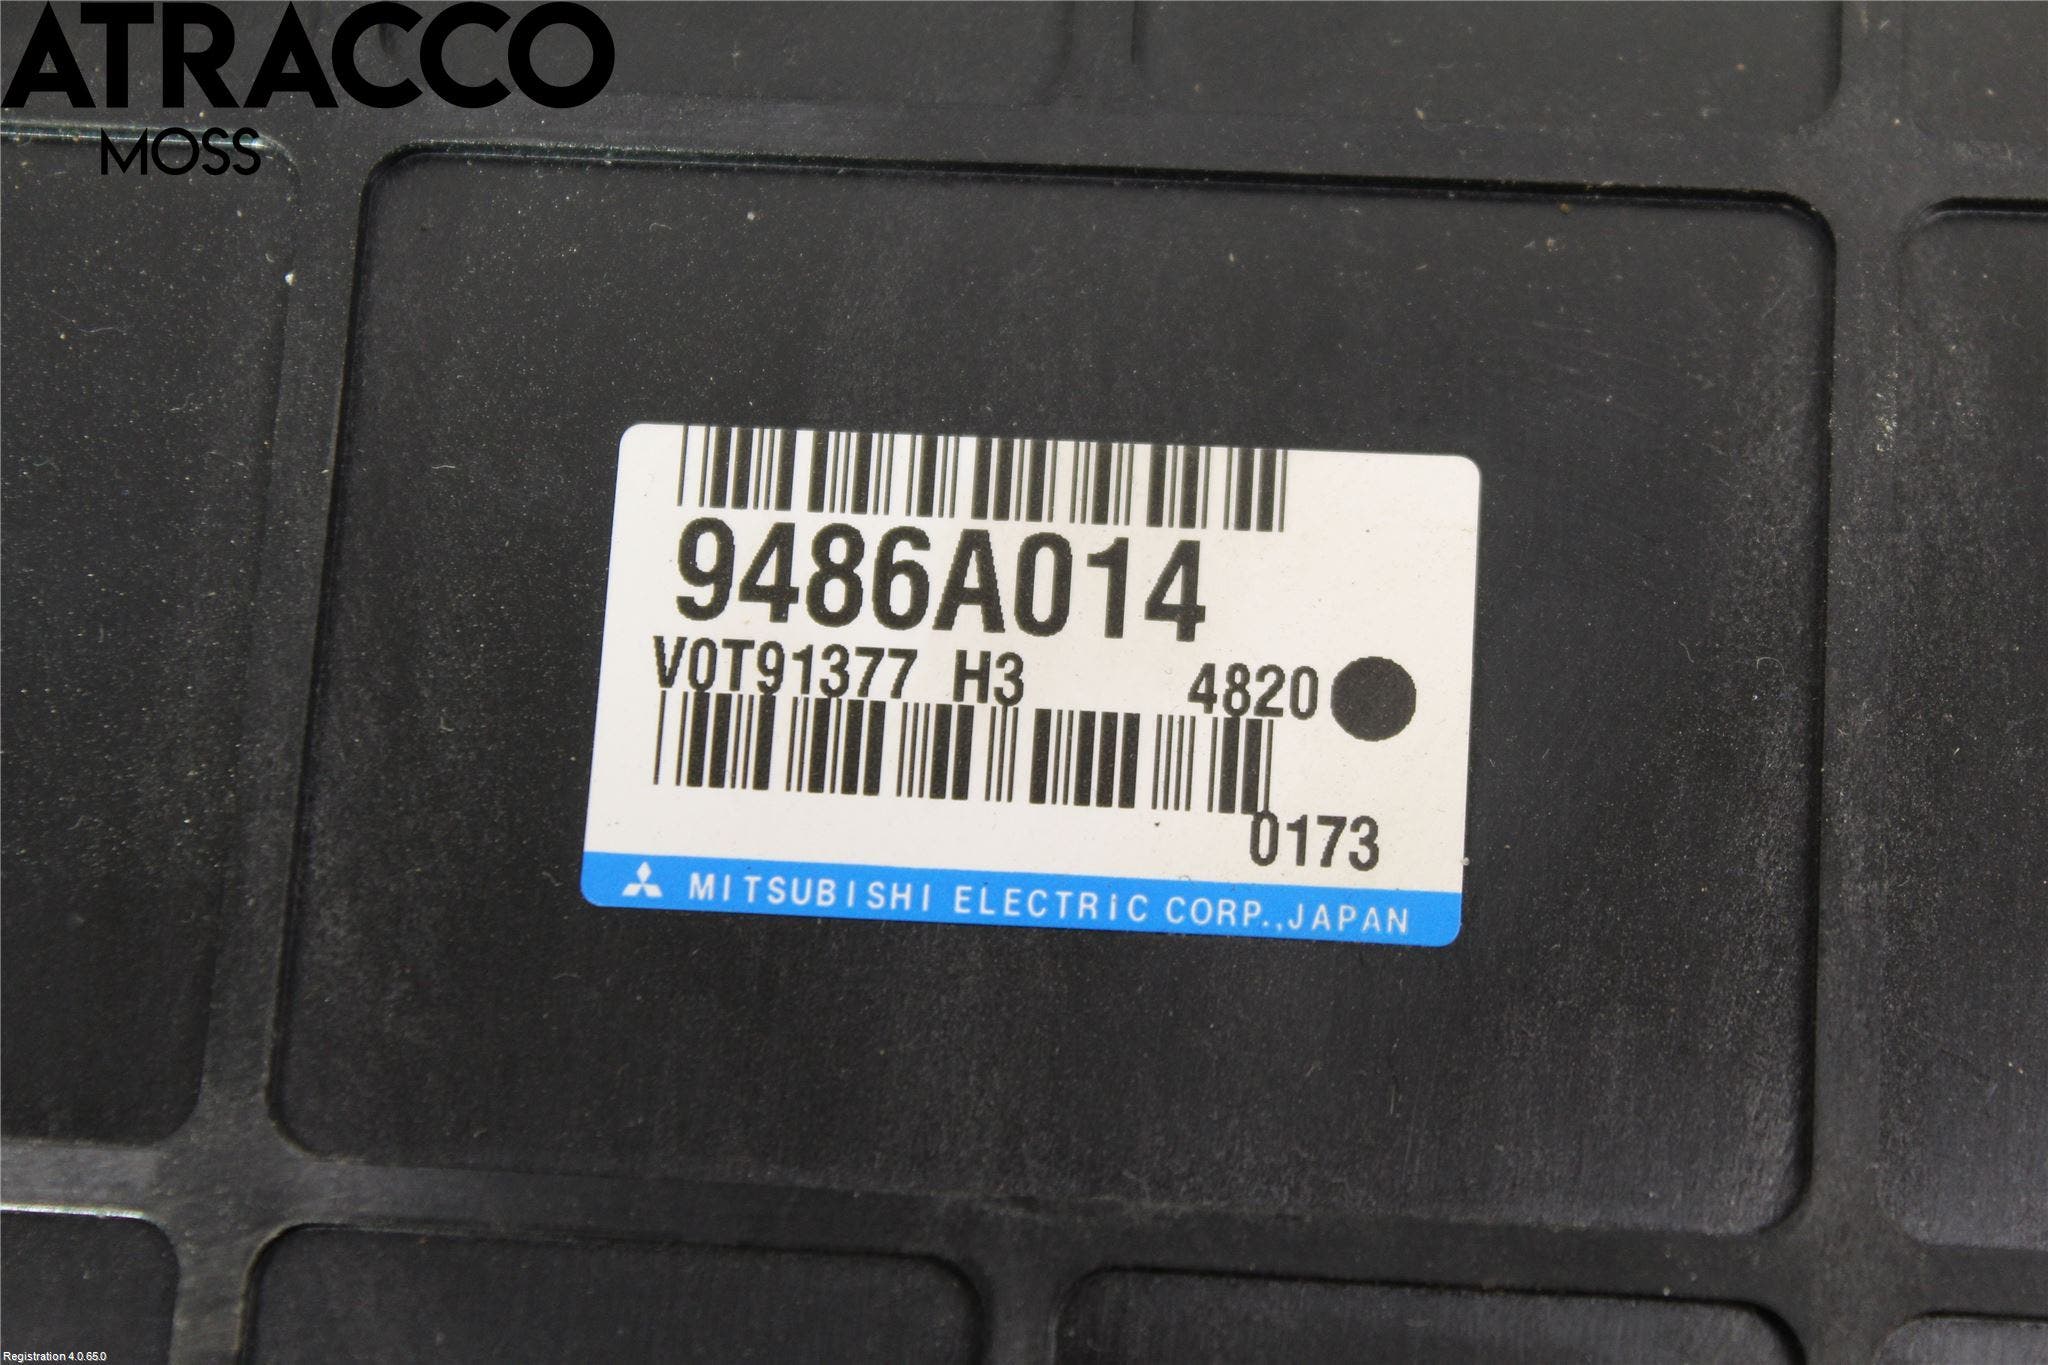 ATRACCO
MOSS
9486A014
V0T91377 H3 4820
0173
MITSUBISHI ELECTRIC CORP.,JAPAN
Registration 4.0.65.0